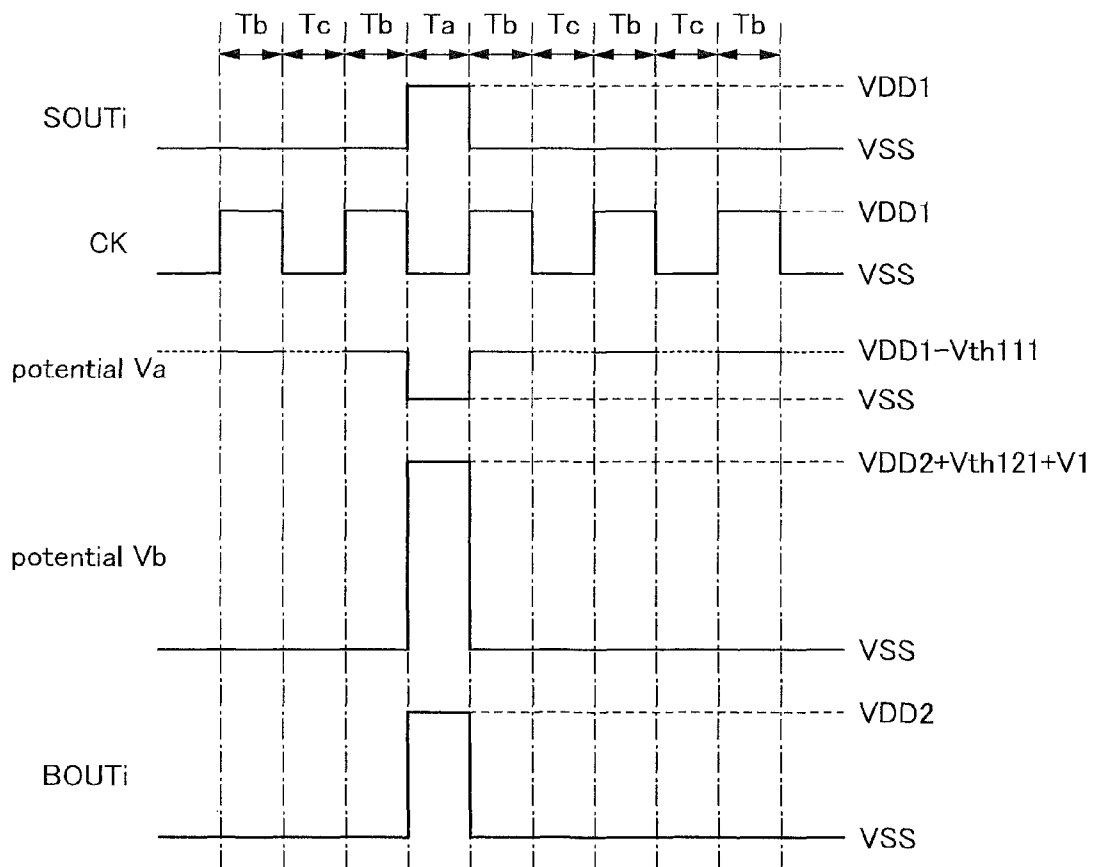 Tb Tc Tb Ta Tb Tc Tb Tc Tb
SOUTi
VDD1
VSS
CK
VDD1
VSS
potential Va
VDD1-Vth111
VSS
potential Vb
VDD2+Vth121+V1
VSS
BOUTi
VDD2
VSS